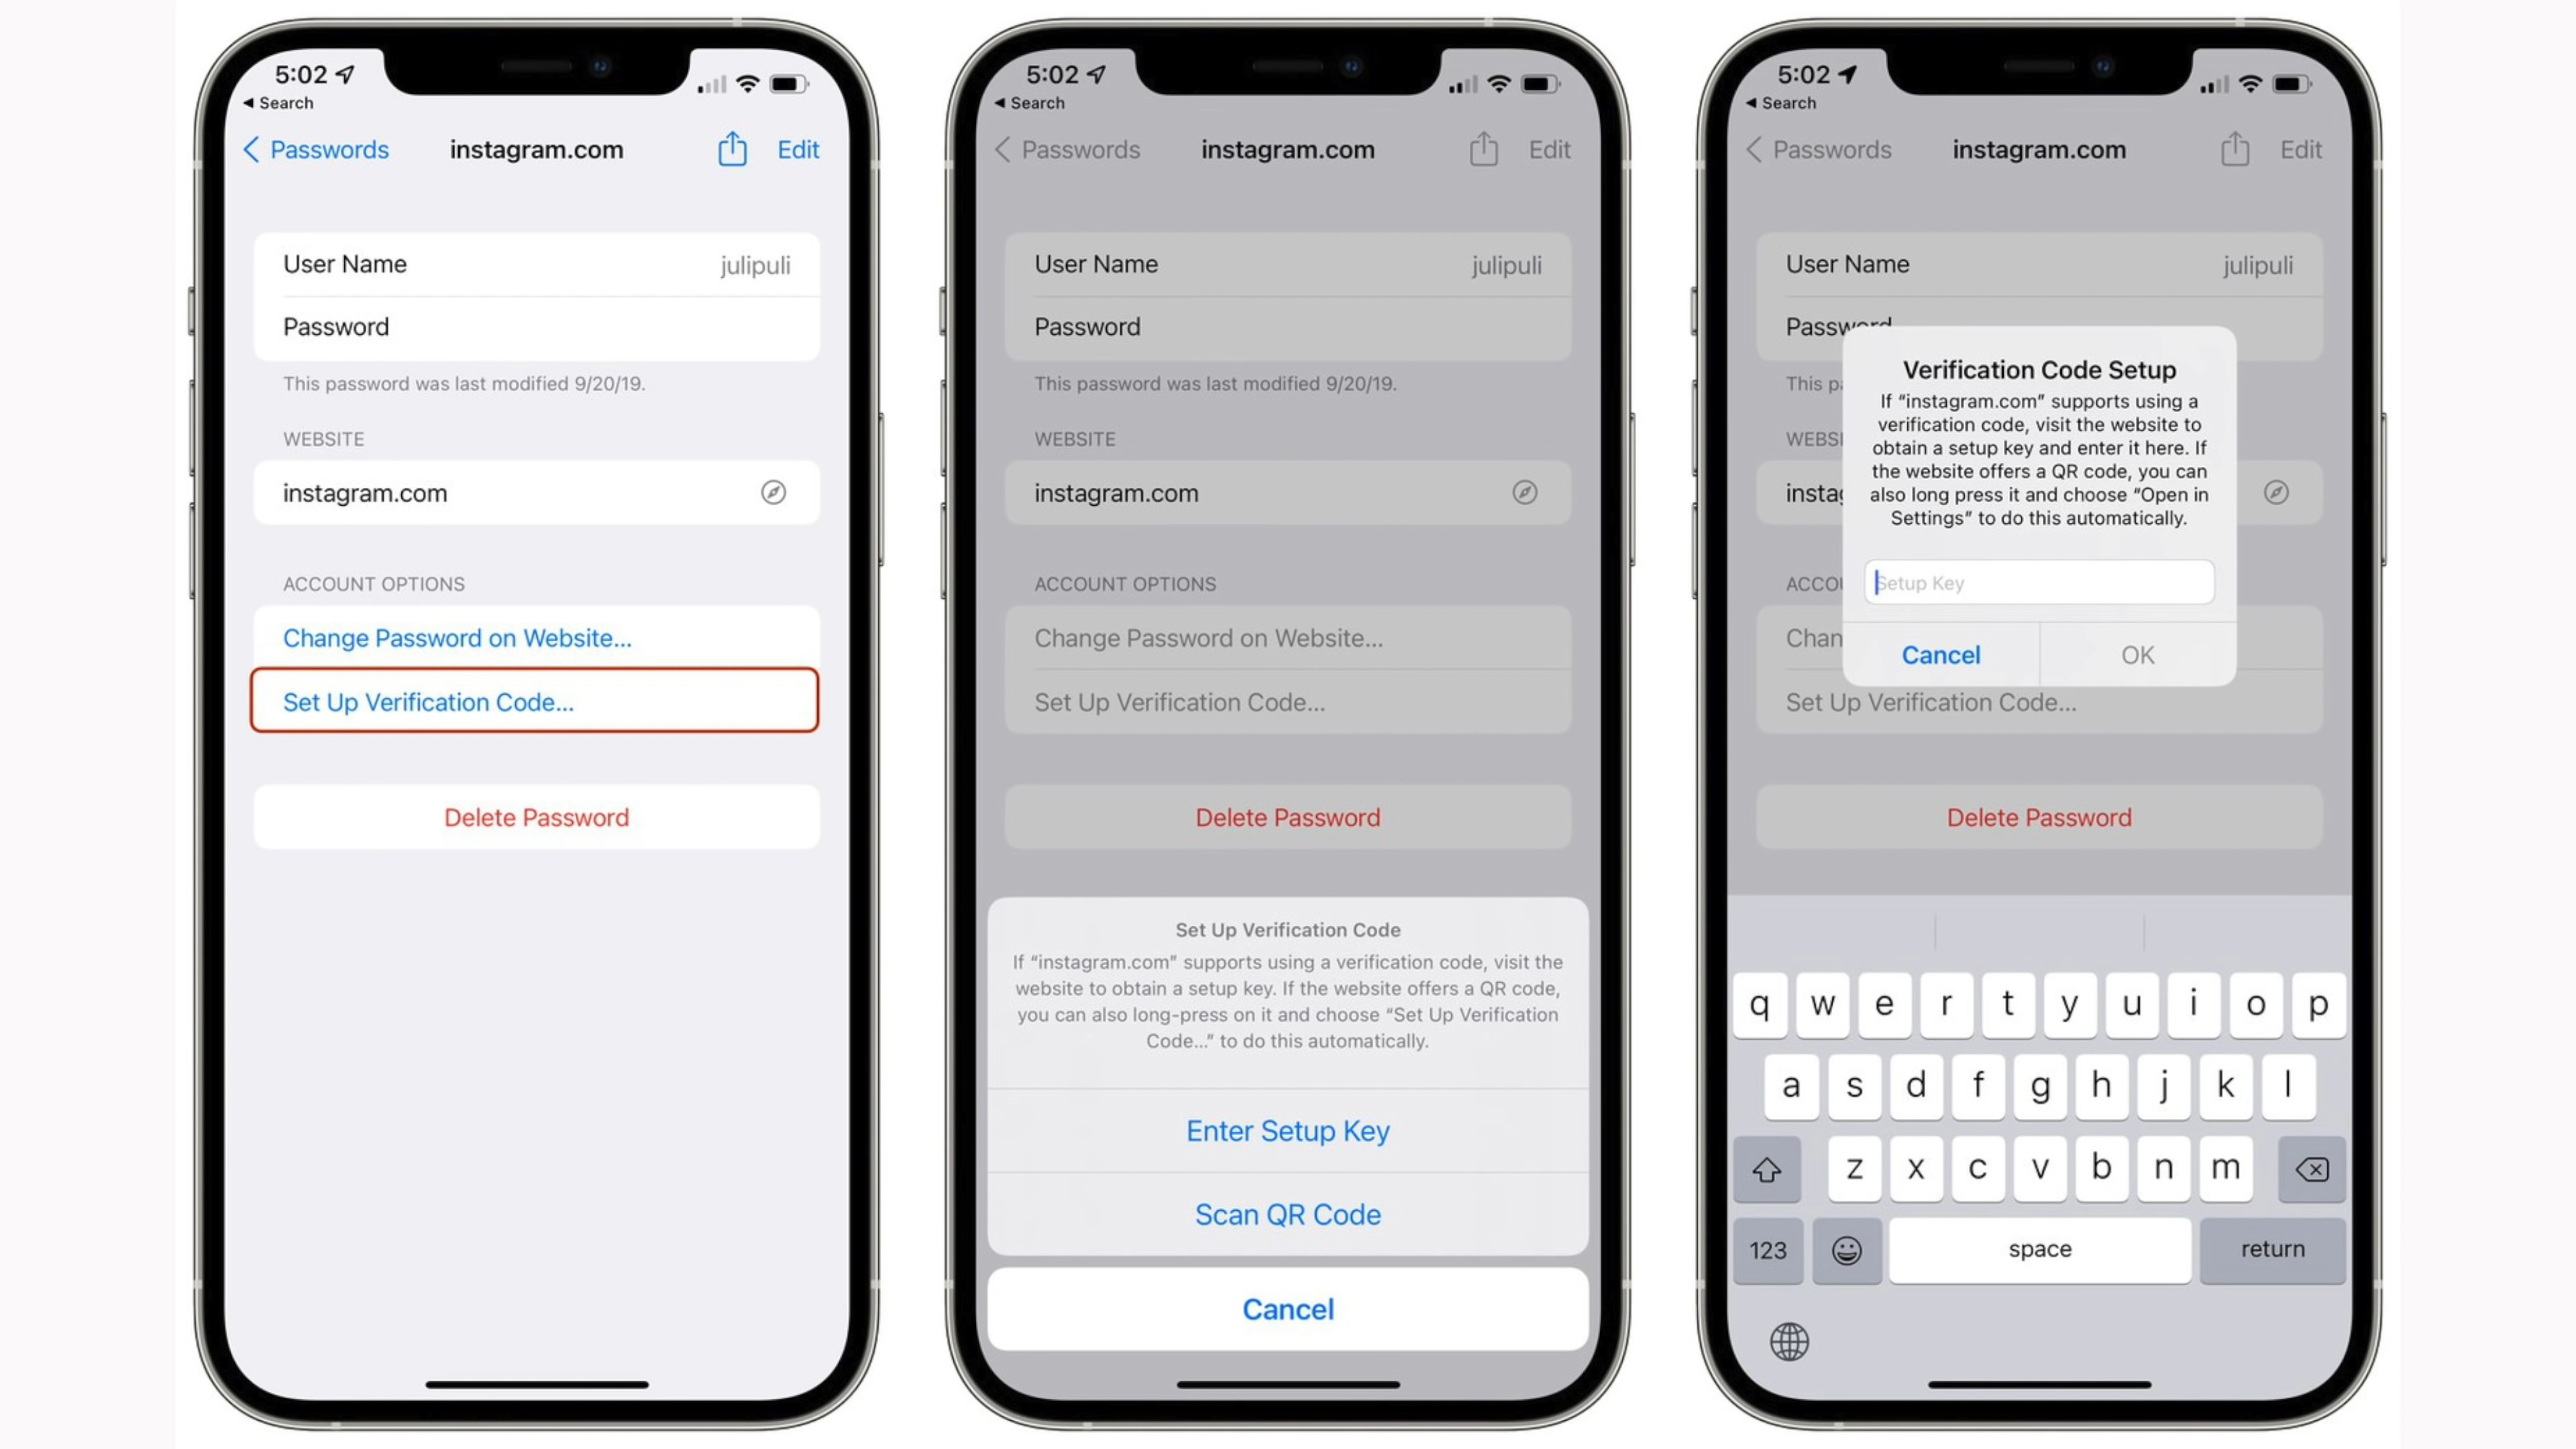 5:02
Search
Passwords
instagram.com
Edit
User Name
julipuli
Password
This password was last modified 9/20/19.
WEBSITE
instagram.com
ACCOUNT OPTIONS
Change Password on Website...
Set Up Verification Code...
Delete Password
5:02
Search
Passwords
instagram.com
Edit
User Name
julipuli
Password
This password was last modified 9/20/19.
WEBSITE
instagram.com
ACCOUNT OPTIONS
Change Password on Website...
Set Up Verification Code...
Delete Password
Set Up Verification Code
If “instagram.com” supports using a verification code, visit the
website to obtain a setup key. If the website offers a QR code,
you can also long-press on it and choose “Set Up Verification
Code...” to do this automatically.
Enter Setup Key
Scan QR Code
Cancel
5:02
Search
Passwords
instagram.com
Edit
User Name
julipuli
Password
This pa
WEBSI
instag
ACCOU
Chan
Verification Code Setup
If “instagram.com” supports using a
verification code, visit the website to
obtain a setup key and enter it here. If
the website offers a QR code, you can
also long press it and choose “Open in
Settings” to do this automatically.
Setup Key
Cancel
OK
Set Up Verification Code...
Delete Password
q w e r t y u i o p
a s d f g h j k l
z x c v b n m
123
space
return